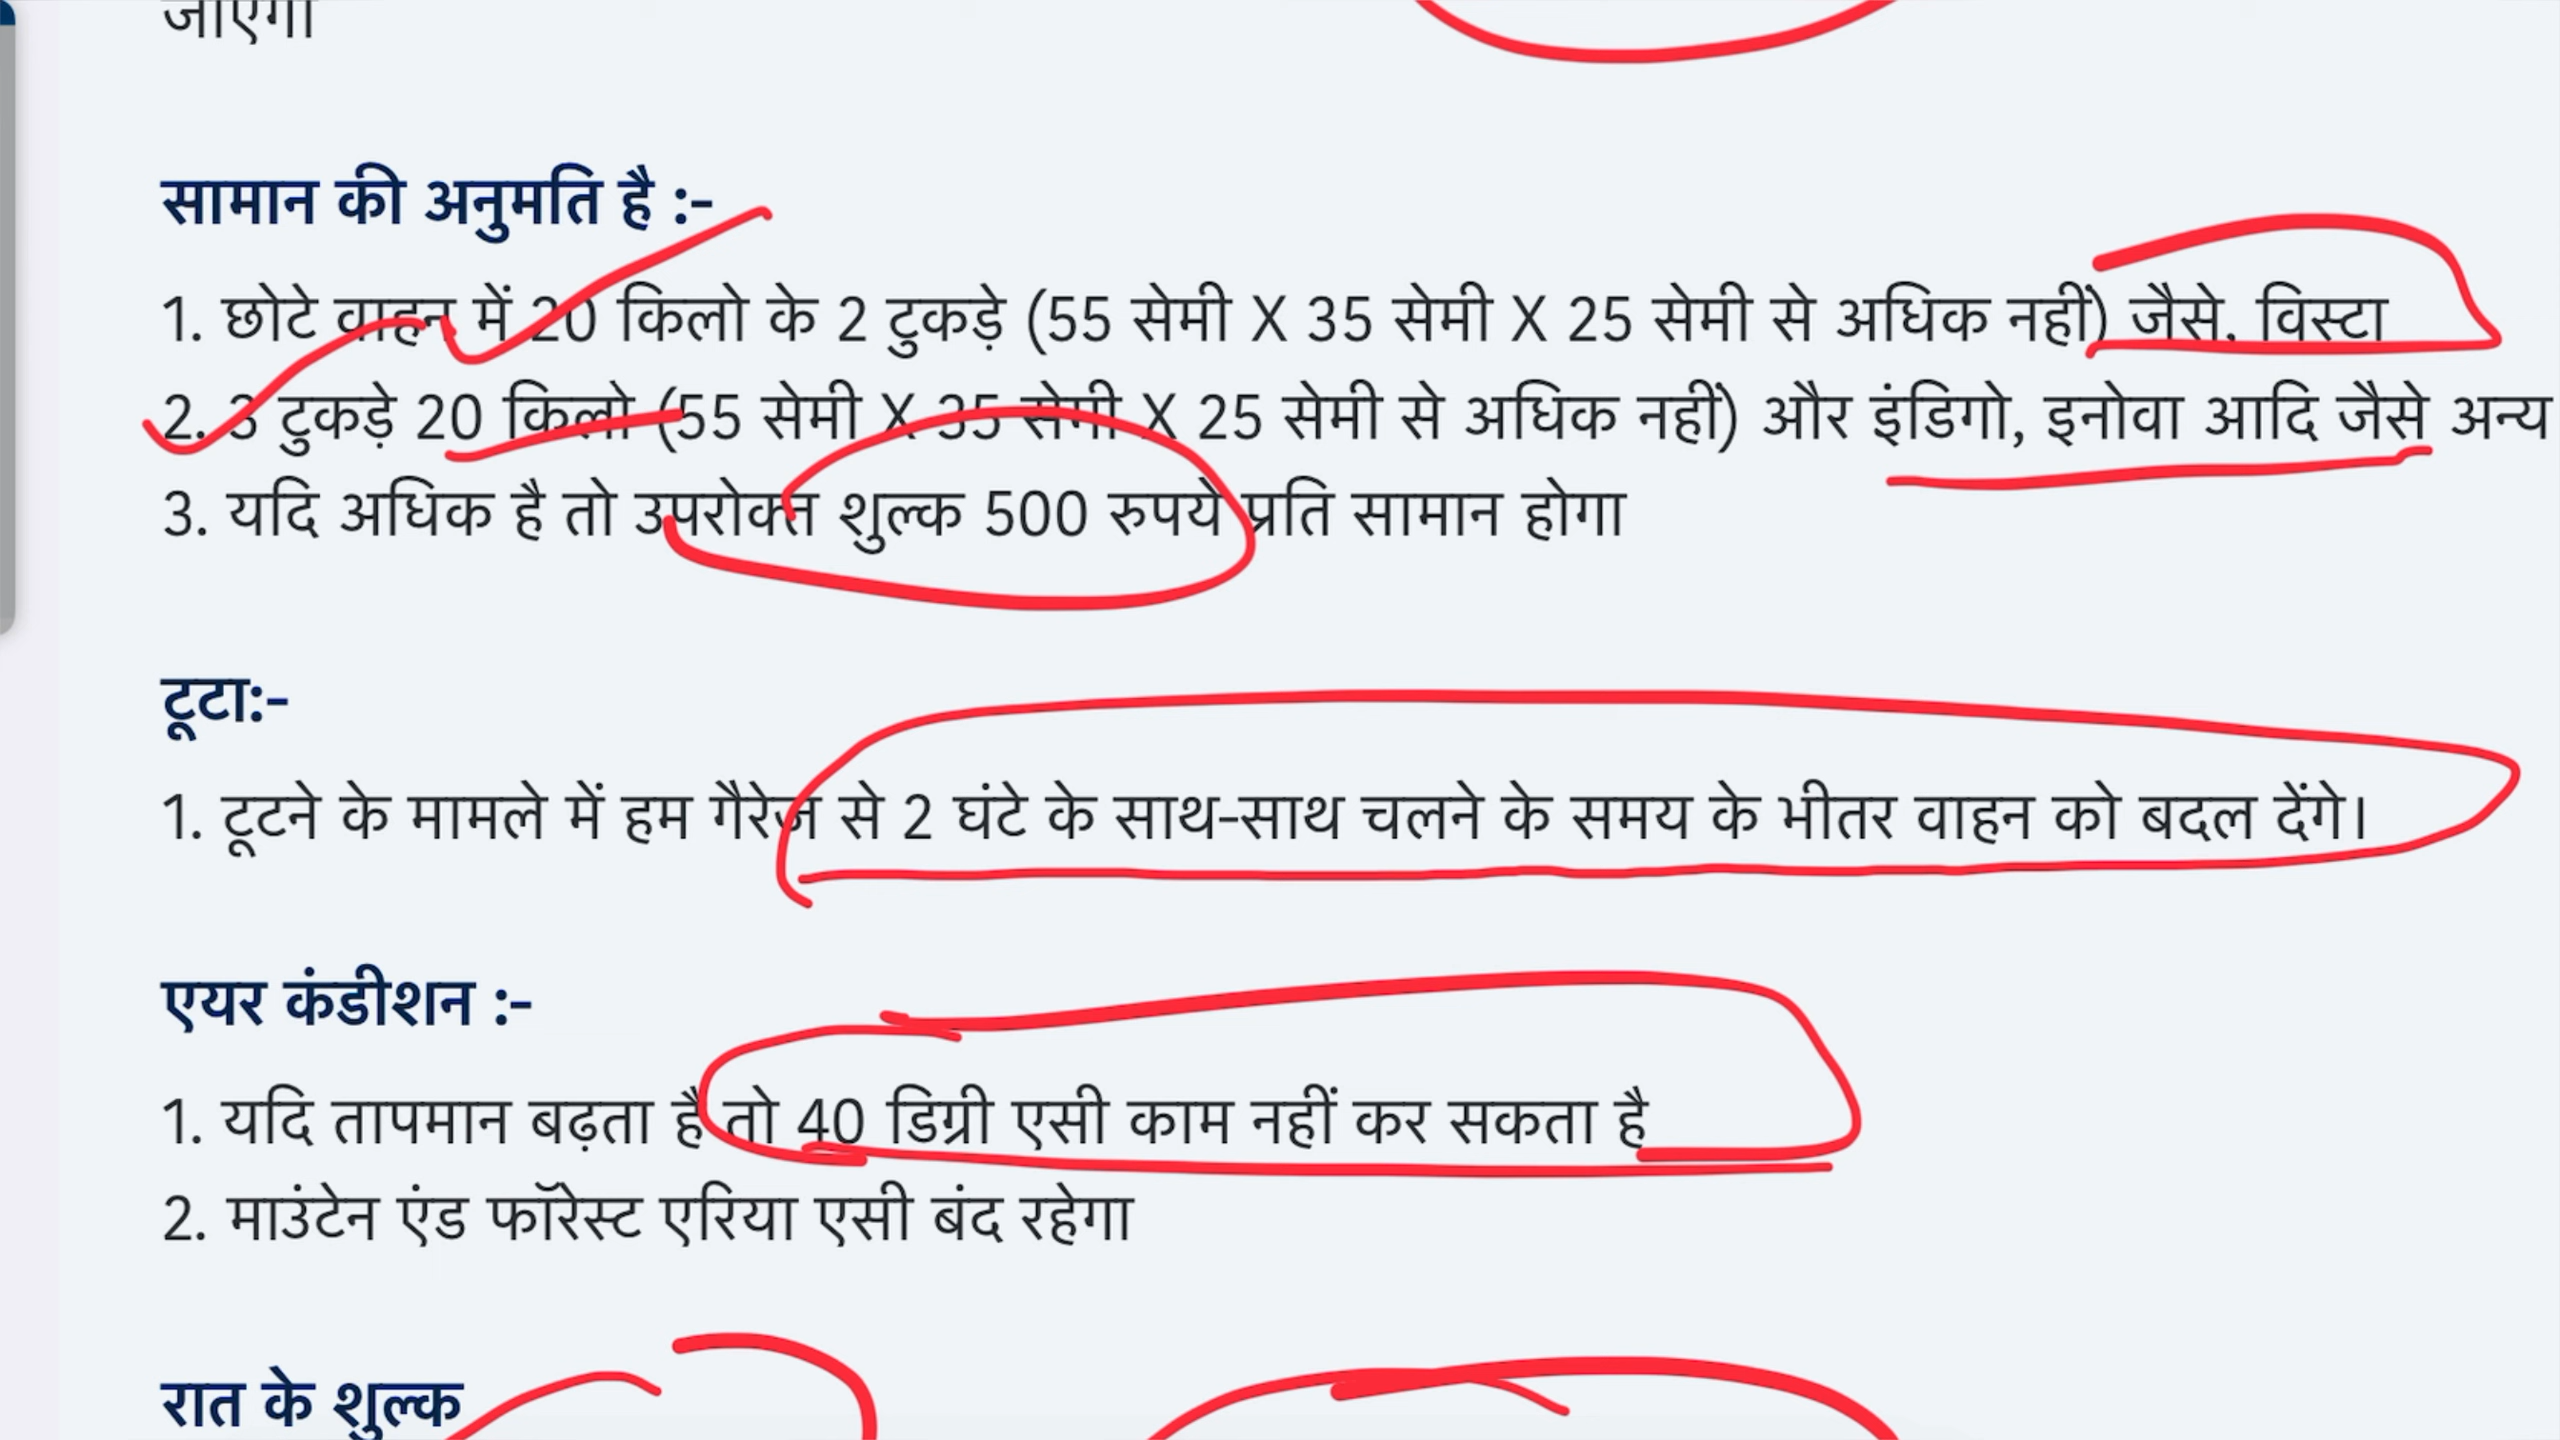 जाएगा
सामान की अनुमति है :-
1. छोटे वाहन में 20 किलो के 2 टुकड़े (55 सेमी X 35 सेमी X 25 सेमी से अधिक नहीं) जैसे, विस्टा
2. 3 टुकड़े 20 किलो (55 सेमी X 35 सेमी X 25 सेमी से अधिक नहीं) और इंडिगो, इनोवा आदि जैसे अन्य
3. यदि अधिक है तो उपरोक्त शुल्क 500 रुपये प्रति सामान होगा
टूटा:-
1. टूटने के मामले में हम गैरेज से 2 घंटे के साथ-साथ चलने के समय के भीतर वाहन को बदल देंगे।
एयर कंडीशन :-
1. यदि तापमान बढ़ता है तो 40 डिग्री एसी काम नहीं कर सकता है
2. माउंटेन एंड फॉरेस्ट एरिया एसी बंद रहेगा
रात के शुल्क